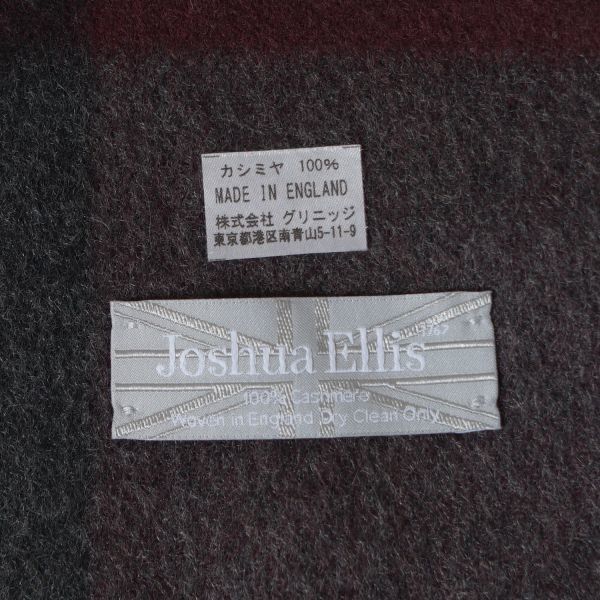 カシミヤ 100%
MADE IN ENGLAND
株式会社 グリニッジ
東京都港区南青山5-11-9
Joshua Ellis
1767
100% Cashmere
Woven in England Dry Clean Only